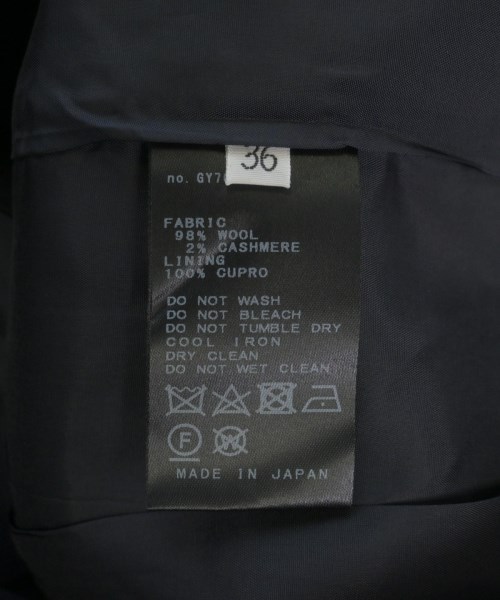 36
no. GY7
FABRIC
98% WOOL
2% CASHMERE
LINING
100% CUPRO
DO NOT WASH
DO NOT BLEACH
DO NOT TUMBLE DRY
COOL IRON
DRY CLEAN
DO NOT WET CLEAN
F W
MADE IN JAPAN